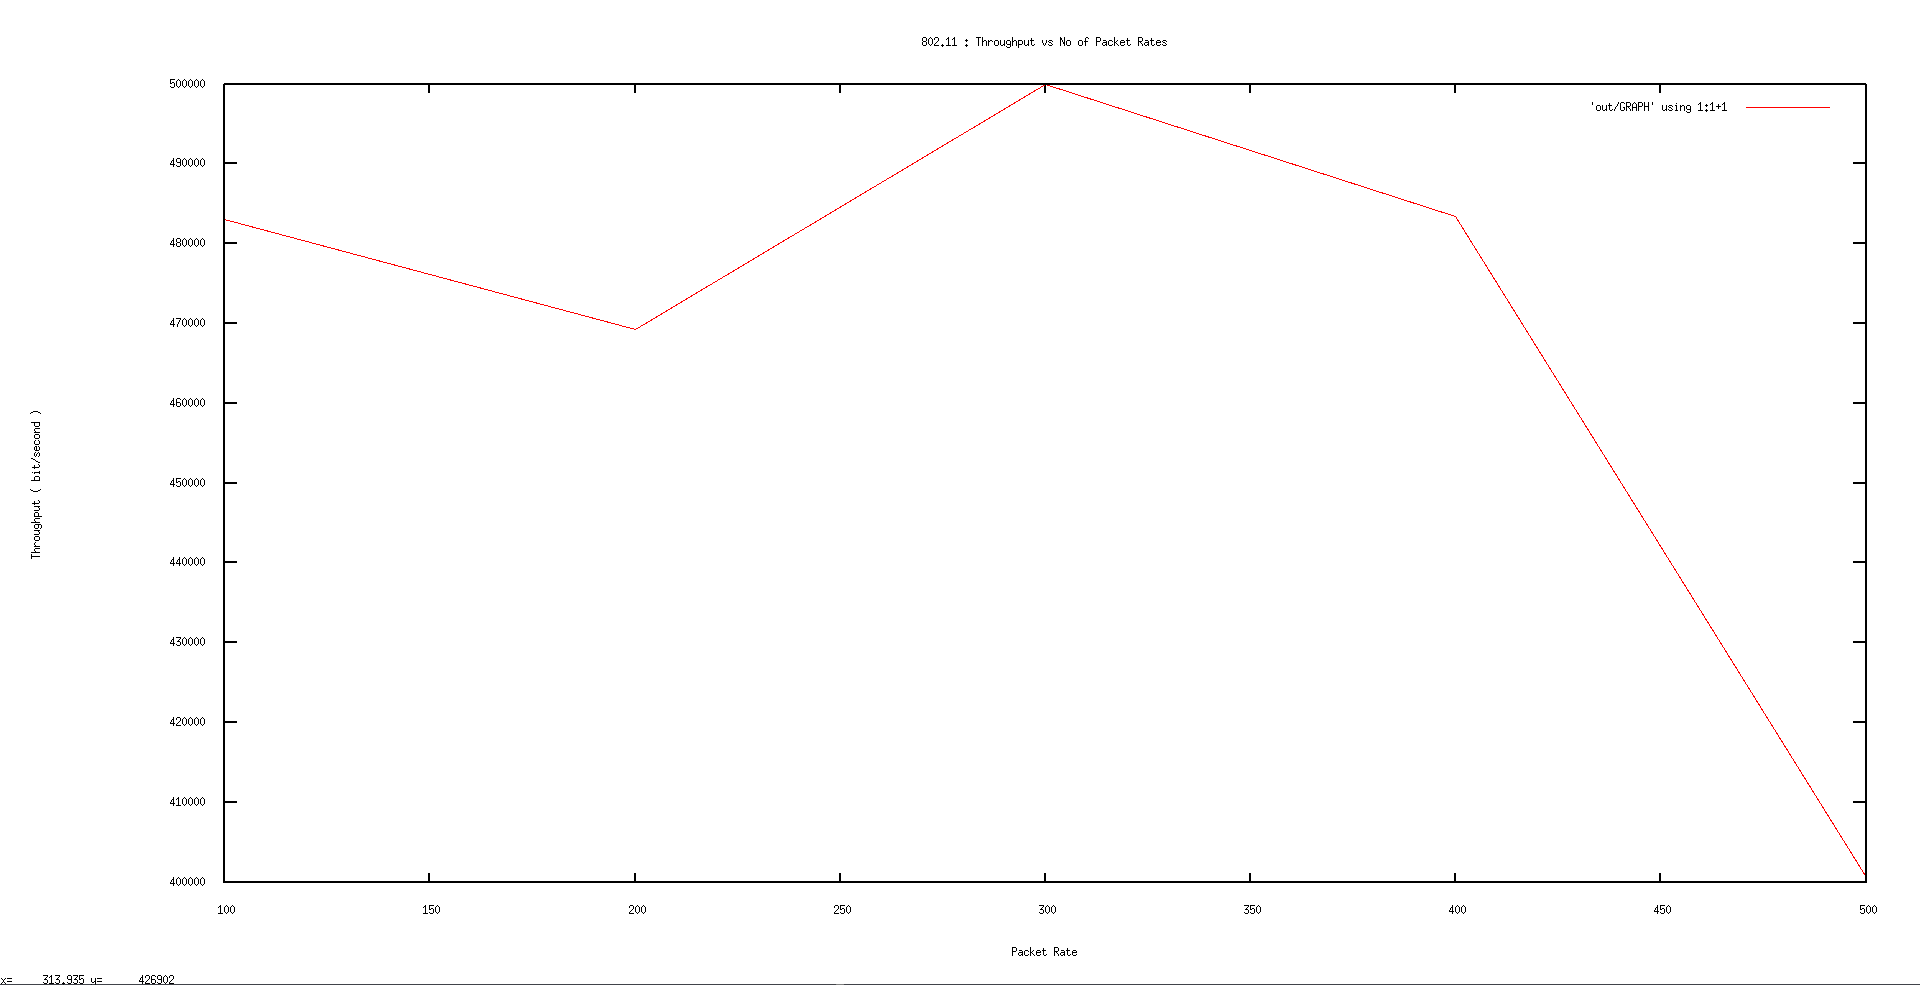 802.11 : Throughput vs No of Packet Rates
500000
'out/GRAPH' using 1:1+1
490000
480000
470000
460000
450000
440000
430000
420000
410000
400000
Throughput ( bit/second )
100 150 200 250 300 350 400 450 500
Packet Rate
x= 313.935 y= 426902